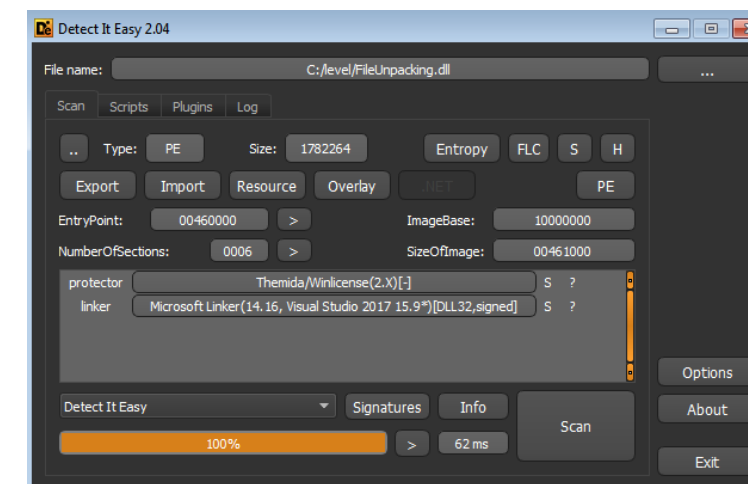 Detect It Easy 2.04
File name: C:/level/FileUnpacking.dll ...
Scan Scripts Plugins Log
.. Type: PE Size: 1782264 Entropy FLC S H
Export Import Resource Overlay .NET PE
EntryPoint: 00460000 > ImageBase: 10000000
NumberOfSections: 0006 > SizeOfImage: 00461000
protector Themida/Winlicense(2.X)[-] S ?
linker Microsoft Linker(14.16, Visual Studio 2017 15.9*)[DLL32,signed] S ?
Options
Detect It Easy Signatures Info Scan About
100% > 62 ms
Exit